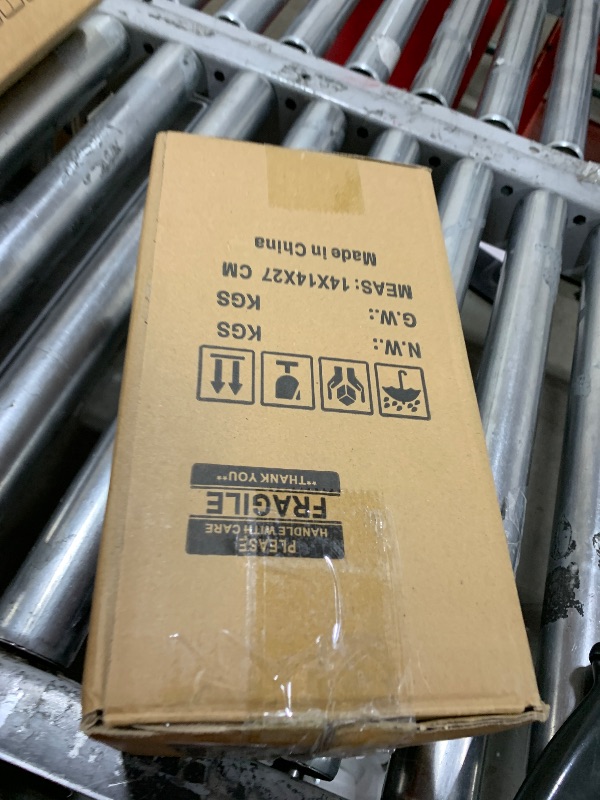 PLEASE
HANDLE WITH CARE
FRAGILE
**THANK YOU**
N.W.: KGS
G.W.: KGS
MEAS: 14X14X27 CM
Made in China